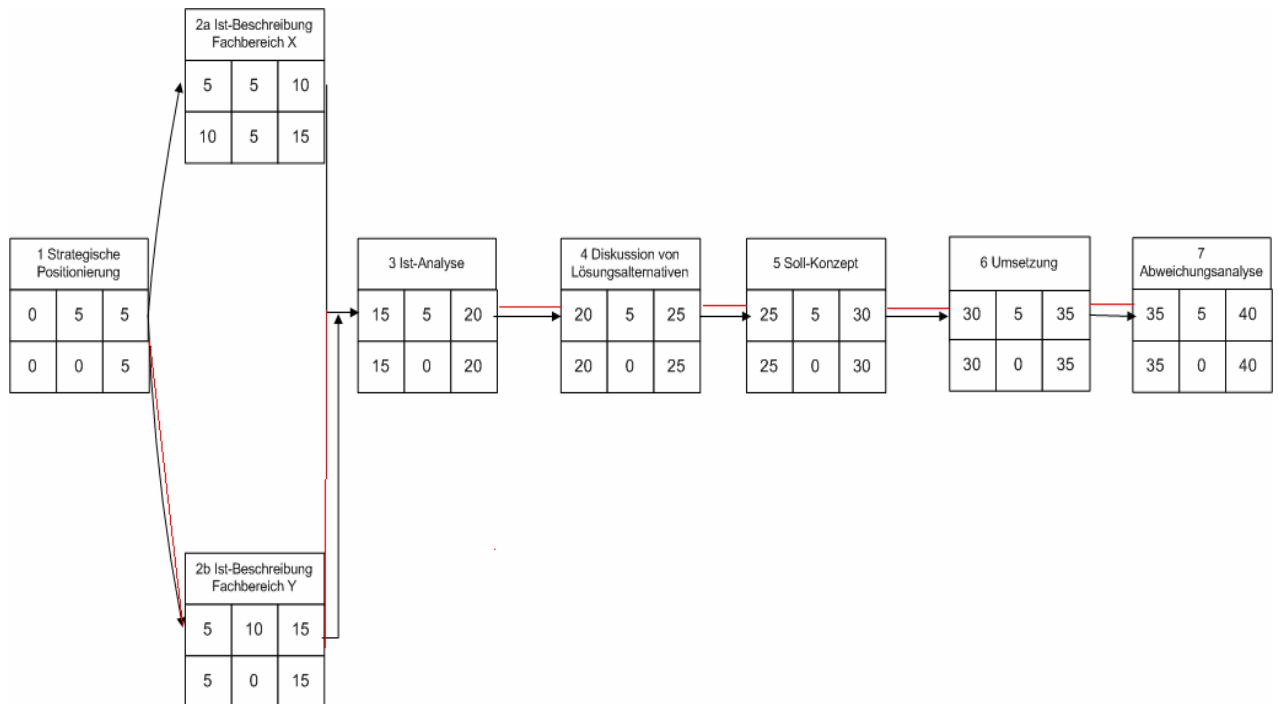 2a Ist-Beschreibung
Fachbereich X
5 5 10
10 5 15
1 Strategische
Positionierung
0 5 5
0 0 5
3 Ist-Analyse
15 5 20
15 0 20
4 Diskussion von
Lösungsalternativen
20 5 25
20 0 25
5 Soll-Konzept
25 5 30
25 0 30
6 Umsetzung
30 5 35
30 0 35
7
Abweichungsanalyse
35 5 40
35 0 40
2b Ist-Beschreibung
Fachbereich Y
5 10 15
5 0 15